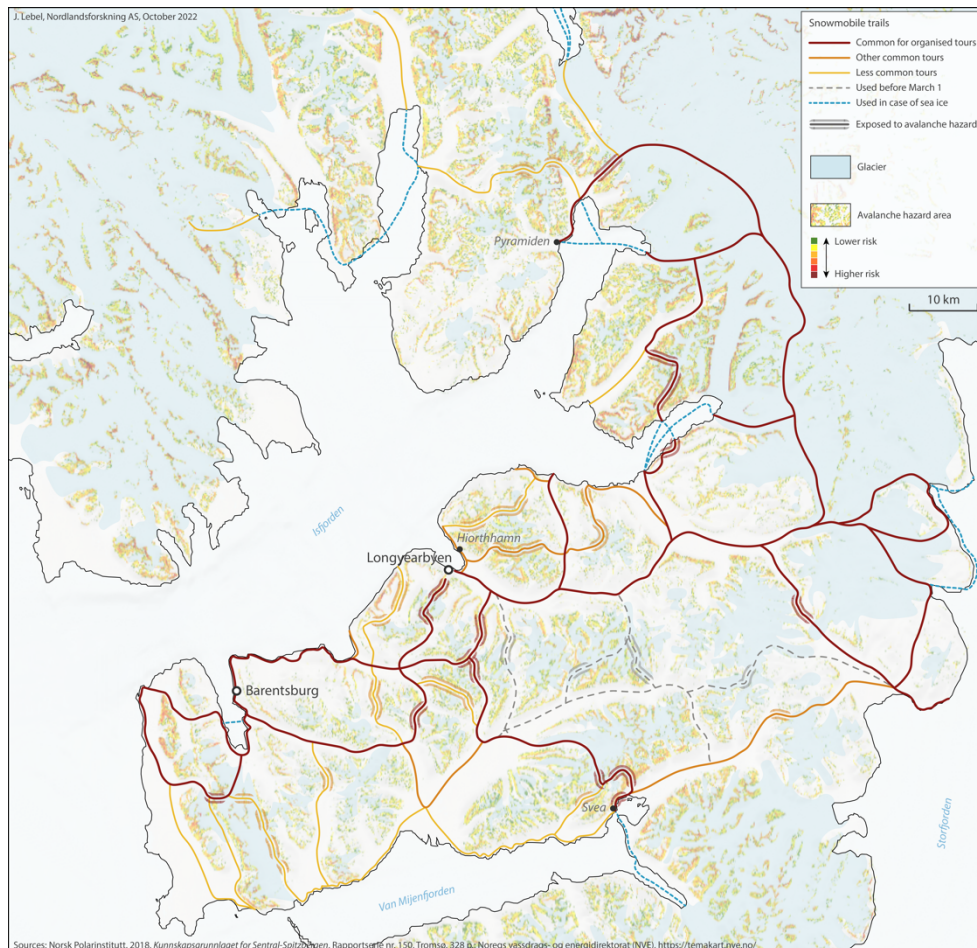 J. Lebel, Nordlandsforskning AS, October 2022
Snowmobile trails
Common for organised tours
Other common tours
Less common tours
Used before March 1
Used in case of sea ice
Exposed to avalanche hazard
Glacier
Avalanche hazard area
Lower risk
Higher risk
10 km
Pyramiden
Isfjorden
Hiorthhamn
Longyearbyen
Barentsburg
Svea
Storfjorden
Van Mijenfjorden
Sources: Norsk Polarinstitutt, 2018, Kunnskapsgrunnlaget for Sentral-Spitzbergen. Rapportserie nr. 150. Tromsø. 328 p.; Noregs vassdrags- og energidirektorat (NVE), https://temakart.nve.no/